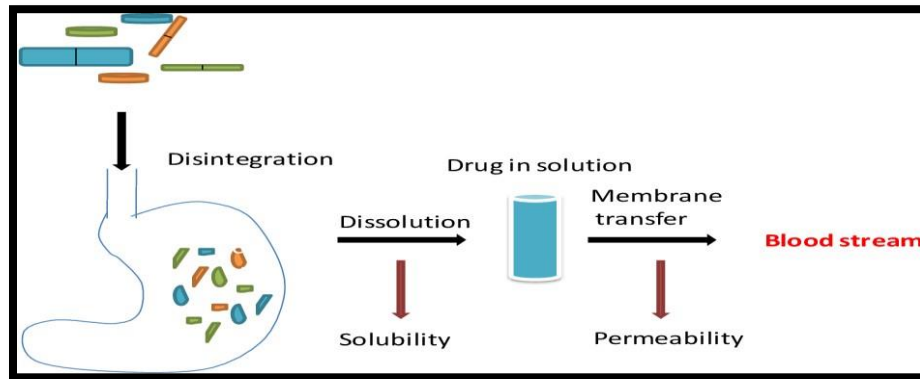 Disintegration
Drug in solution
Dissolution
Membrane
transfer
Blood stream
Solubility
Permeability